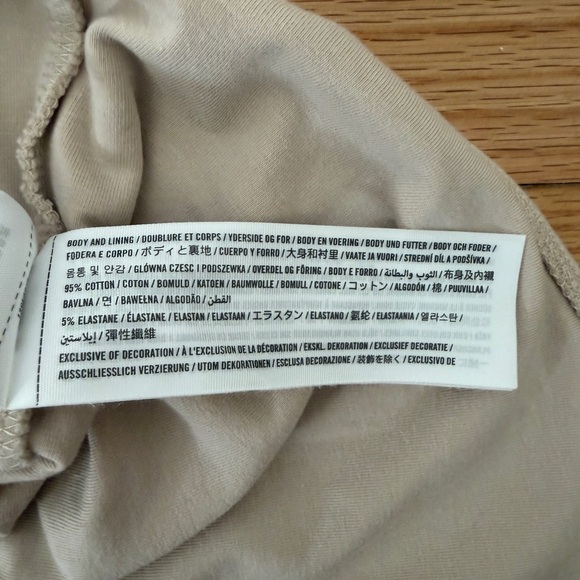 BODY AND LINING / DOUBLURE ET CORPS / YDERSIDE OG FOR / BODY EN VOERING / BODY UND FUTTER / BODY OCH FODER /
FODERA E CORPO / ボディと裏地 / CUERPO Y FORRO / 大身和衬里 / VAATE JA VUORI / STREDNÍ DÍL A PODŠÍVKA /
몸통 및 안감 / GLÓWNA CZESC I PODSZEWKA / OVERDEL OG FÔRING / BODY E FORRO / الثوب والبطانة / 布身及內襯
95% COTTON / COTON / BOMULD / KATOEN / BAUMWOLLE / BOMULL / COTONE / コットン / ALGODÓN / 棉 / PUUVILLA /
BAVLNA / 면 / BAWEŁNA / ALGODÃO / القطن /
5% ELASTANE / ÉLASTANE / ELASTAN / ELASTAAN / エラスタン / ELASTANO / 氨纶 / ELASTAANIA / 엘라스탄 /
إيلاستين / 彈性纖維
EXCLUSIVE OF DECORATION / À L'EXCLUSION DE LA DÉCORATION / EKSKL. DEKORATION / EXCLUSIEF DECORATIE /
AUSSCHLIESSLICH VERZIERUNG / UTOM DEKORATIONEN / ESCLUSA DECORAZIONE / 装飾を除く / EXCLUSIVO DE